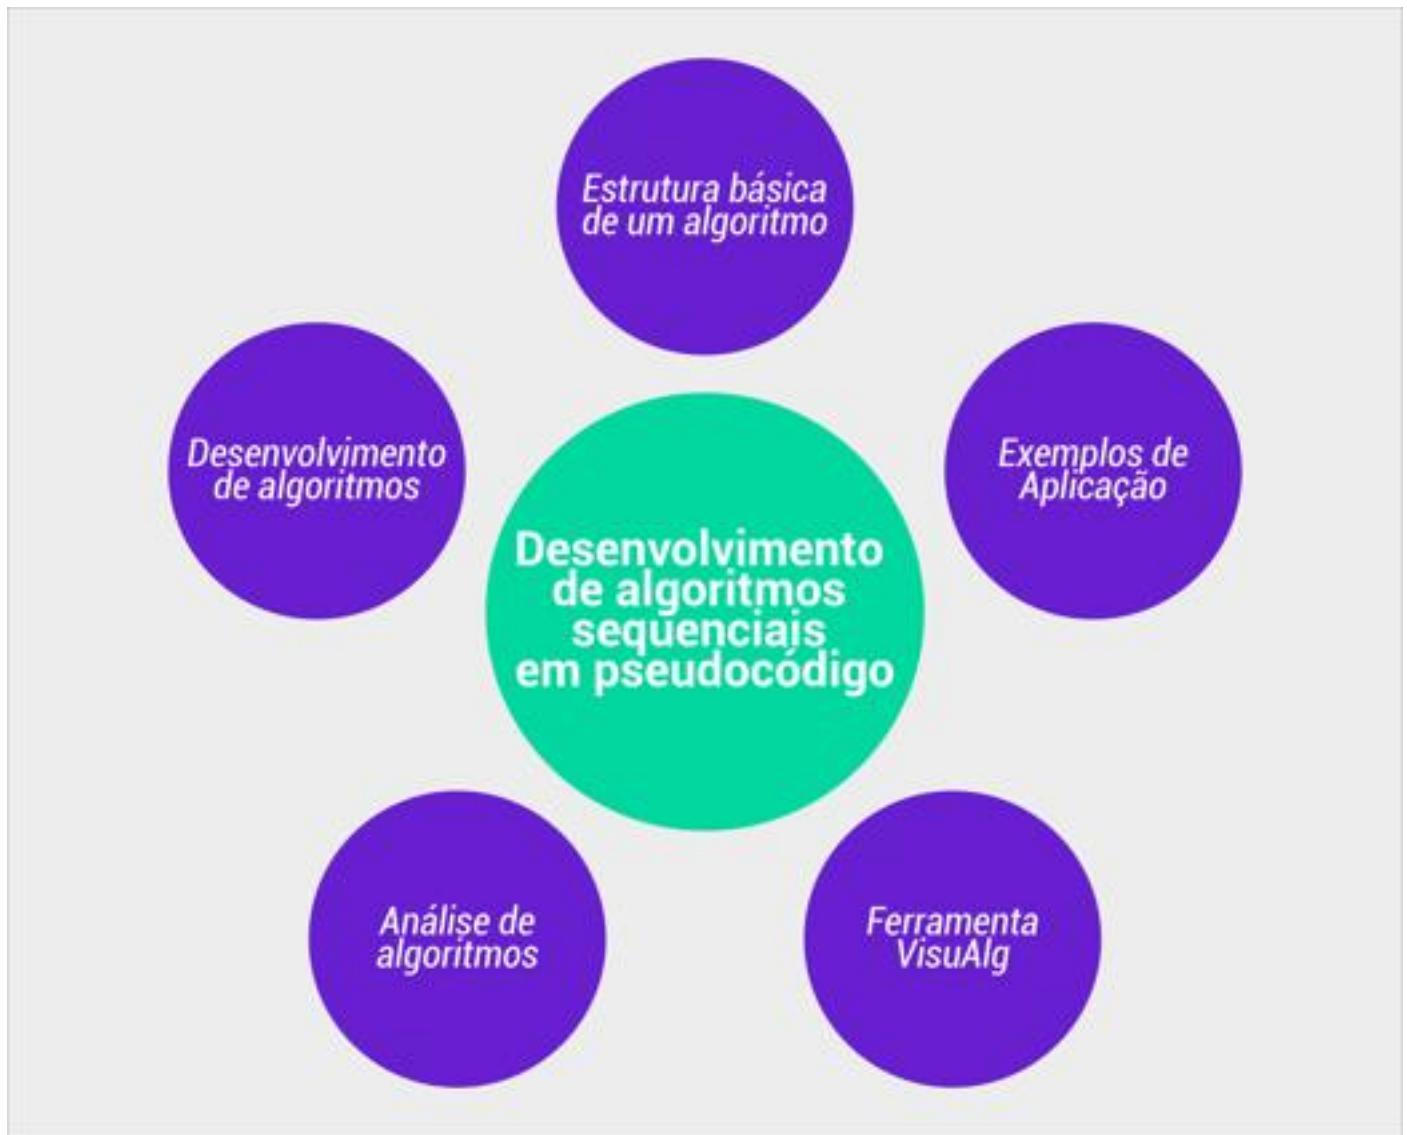 Estrutura básica
de um algoritmo
Desenvolvimento
de algoritmos
Exemplos de
Aplicação
Desenvolvimento
de algoritmos
sequenciais
em pseudocódigo
Análise de
algoritmos
Ferramenta
VisuAlg